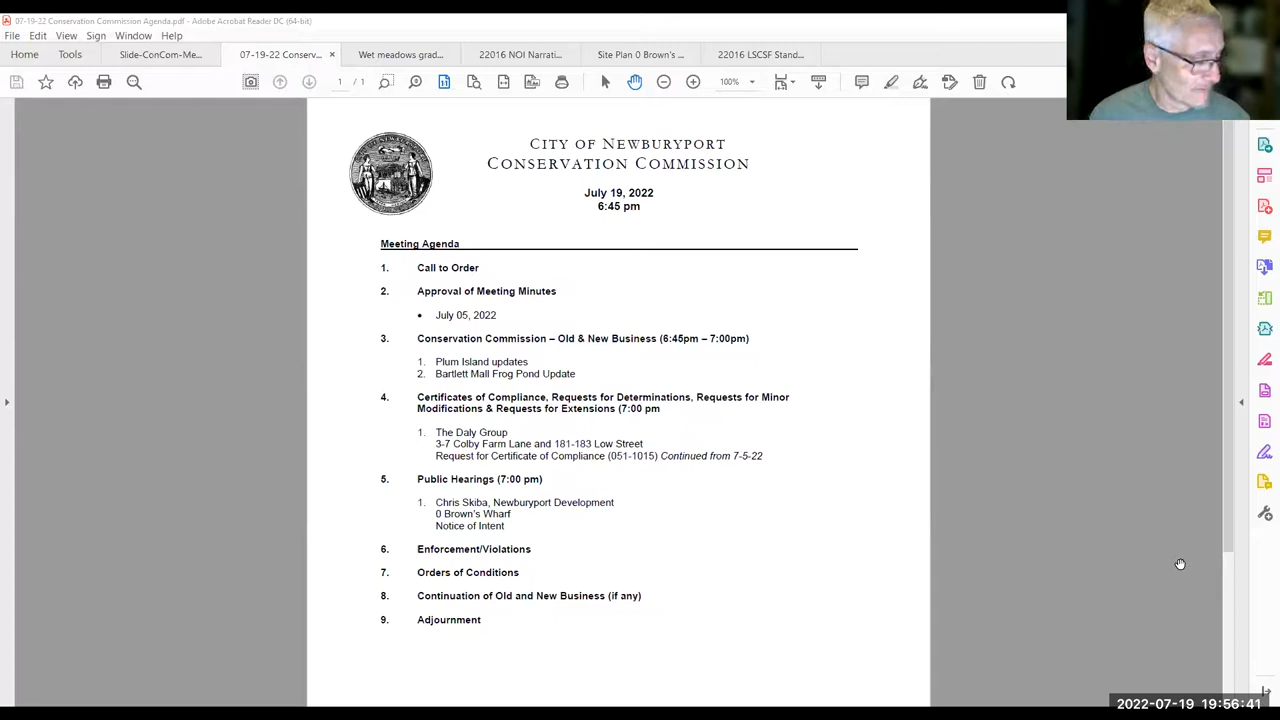 07-19-22 Conservation Commission Agenda.pdf - Adobe Acrobat Reader DC (64-bit)
File Edit View Sign Window Help
Home Tools Slide-ConCom-Me... 07-19-22 Conserv... × Wet meadows grad... 22016 NOI Narrati... Site Plan 0 Brown's ... 22016 LSCSF Stand...
1 / 1 100%
CITY OF NEWBURYPORT
CONSERVATION COMMISSION
July 19, 2022
6:45 pm
Meeting Agenda
1. Call to Order
2. Approval of Meeting Minutes
• July 05, 2022
3. Conservation Commission – Old & New Business (6:45pm – 7:00pm)
1. Plum Island updates
2. Bartlett Mall Frog Pond Update
4. Certificates of Compliance, Requests for Determinations, Requests for Minor
Modifications & Requests for Extensions (7:00 pm
1. The Daly Group
3-7 Colby Farm Lane and 181-183 Low Street
Request for Certificate of Compliance (051-1015) Continued from 7-5-22
5. Public Hearings (7:00 pm)
1. Chris Skiba, Newburyport Development
0 Brown's Wharf
Notice of Intent
6. Enforcement/Violations
7. Orders of Conditions
8. Continuation of Old and New Business (if any)
9. Adjournment
2022-07-19 19:56:41